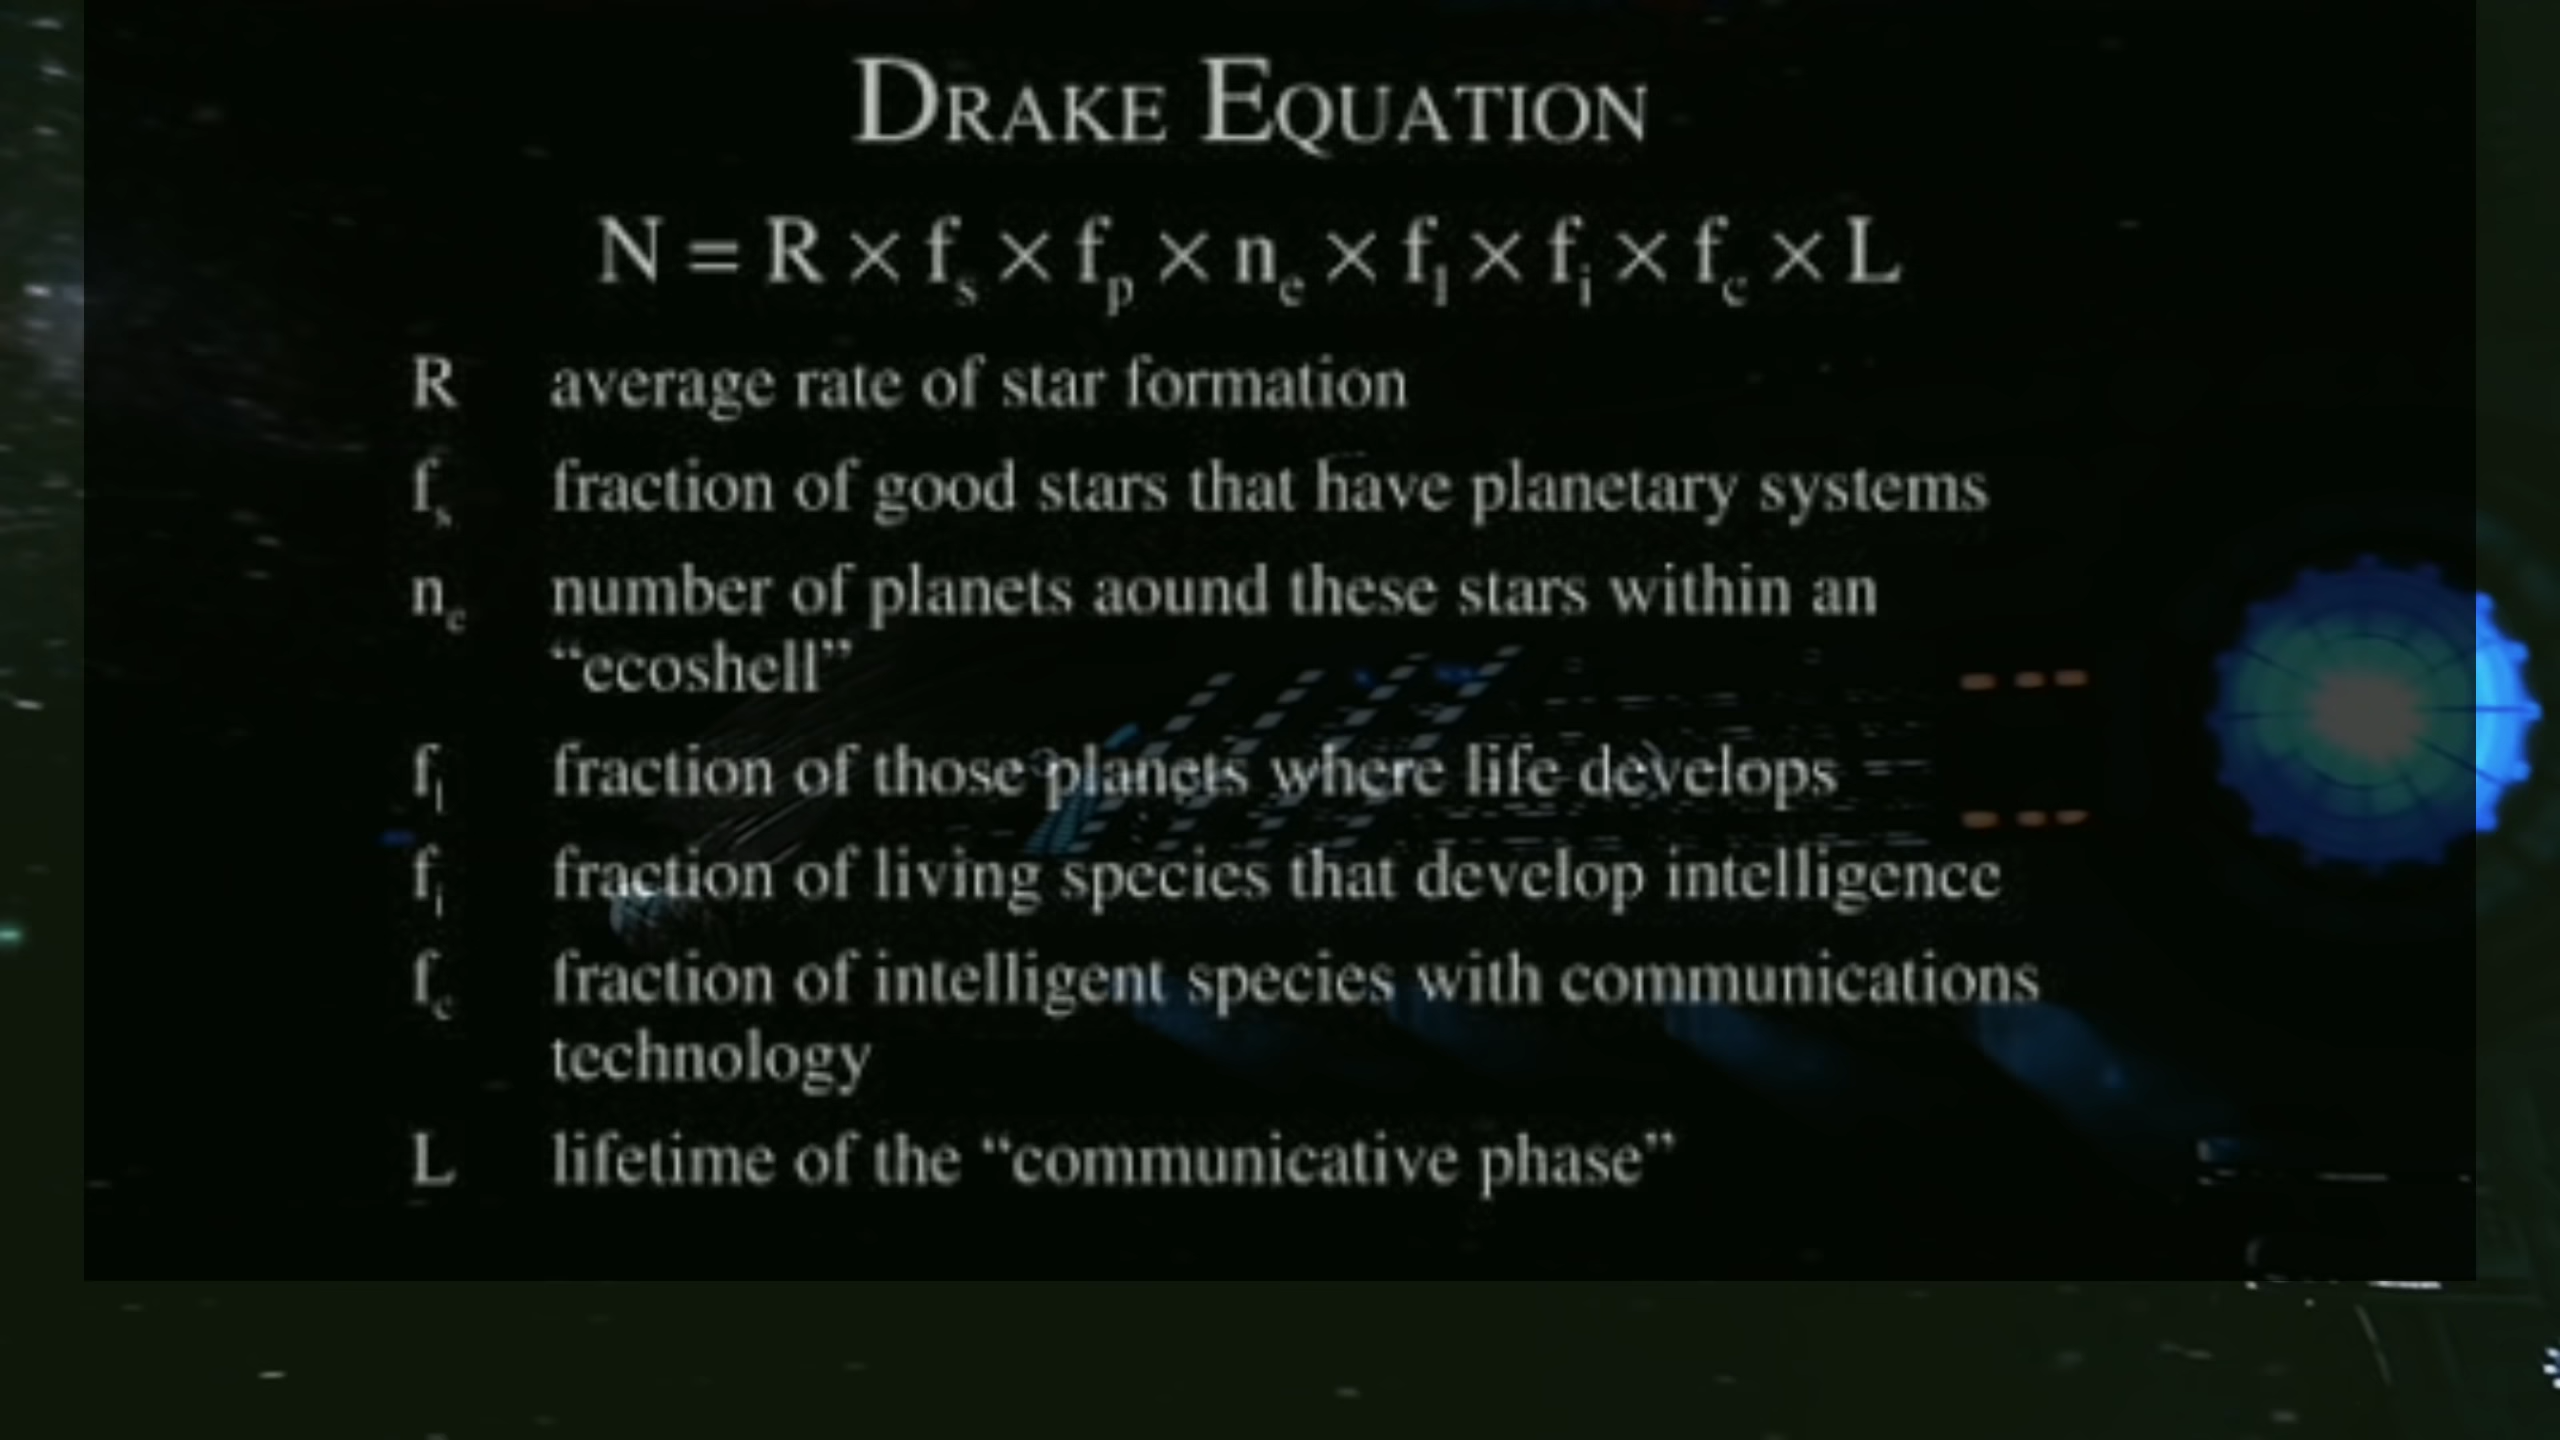 DRAKE EQUATION
N = R × fₛ × fₚ × nₑ × fₗ × fᵢ × f_c × L
R average rate of star formation
fₛ fraction of good stars that have planetary systems
nₑ number of planets aound these stars within an
“ecoshell”
fₗ fraction of those planets where life develops
fᵢ fraction of living species that develop intelligence
f_c fraction of intelligent species with communications
technology
L lifetime of the “communicative phase”